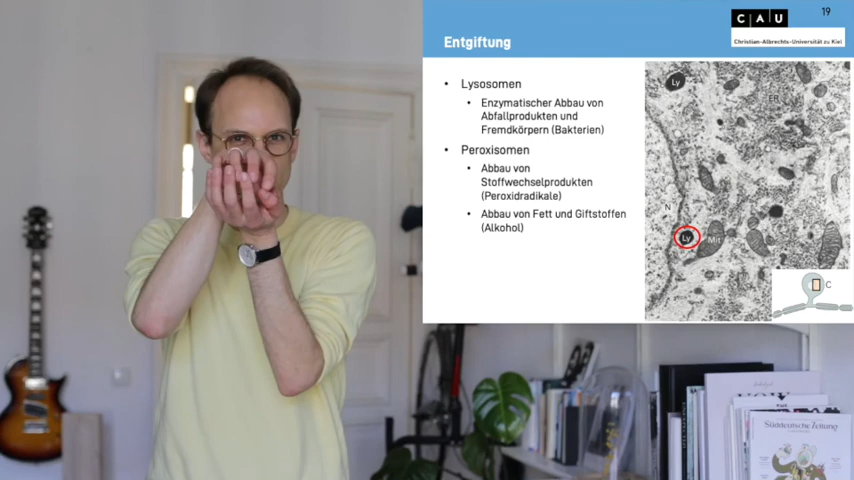 19
CAU
Christian-Albrechts-Universität zu Kiel
Entgiftung
• Lysosomen
• Enzymatischer Abbau von
Abfallprodukten und
Fremdkörpern (Bakterien)
• Peroxisomen
• Abbau von
Stoffwechselprodukten
(Peroxidradikale)
• Abbau von Fett und Giftstoffen
(Alkohol)
Ly
ER
N
Ly
Mit
C
Süddeutsche Zeitung